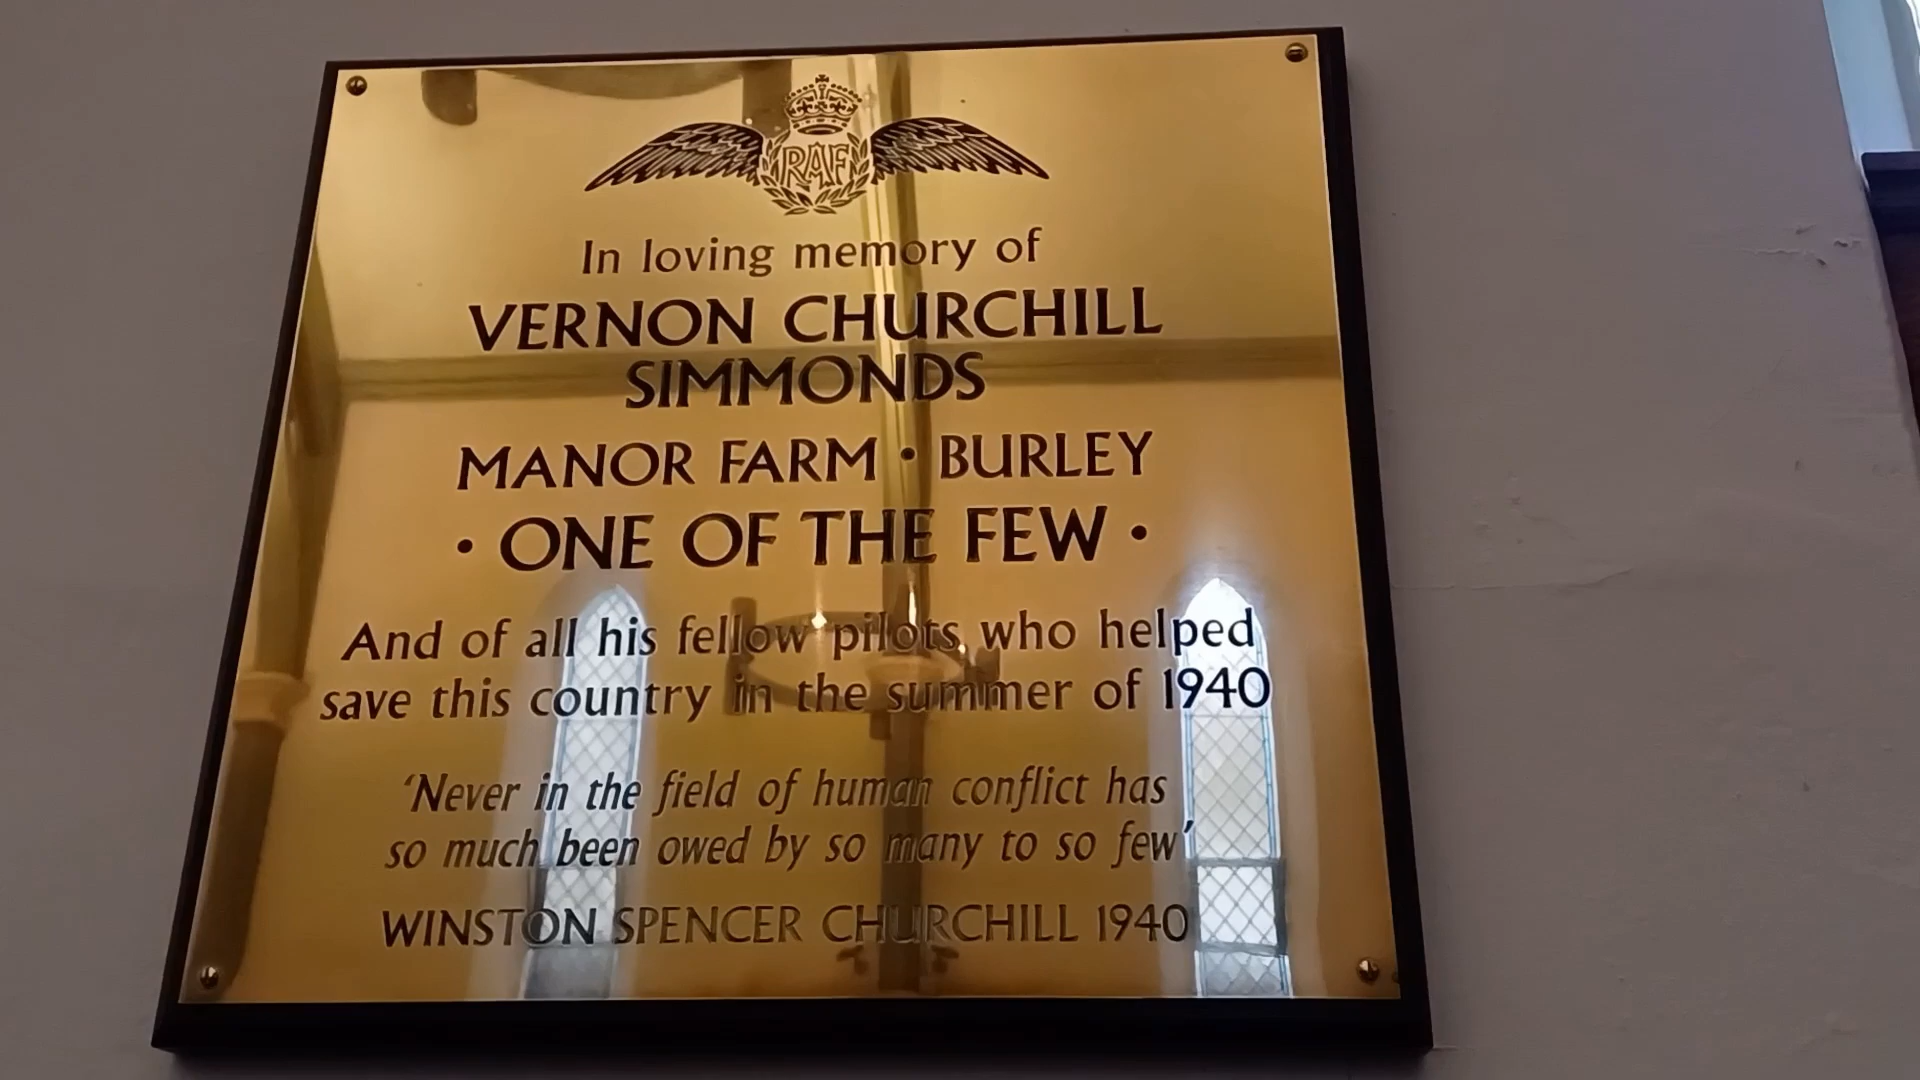 RAF
In loving memory of
VERNON CHURCHILL
SIMMONDS
MANOR FARM • BURLEY
• ONE OF THE FEW •
And of all his fellow pilots who helped
save this country in the summer of 1940
‘Never in the field of human conflict has
so much been owed by so many to so few’
WINSTON SPENCER CHURCHILL 1940